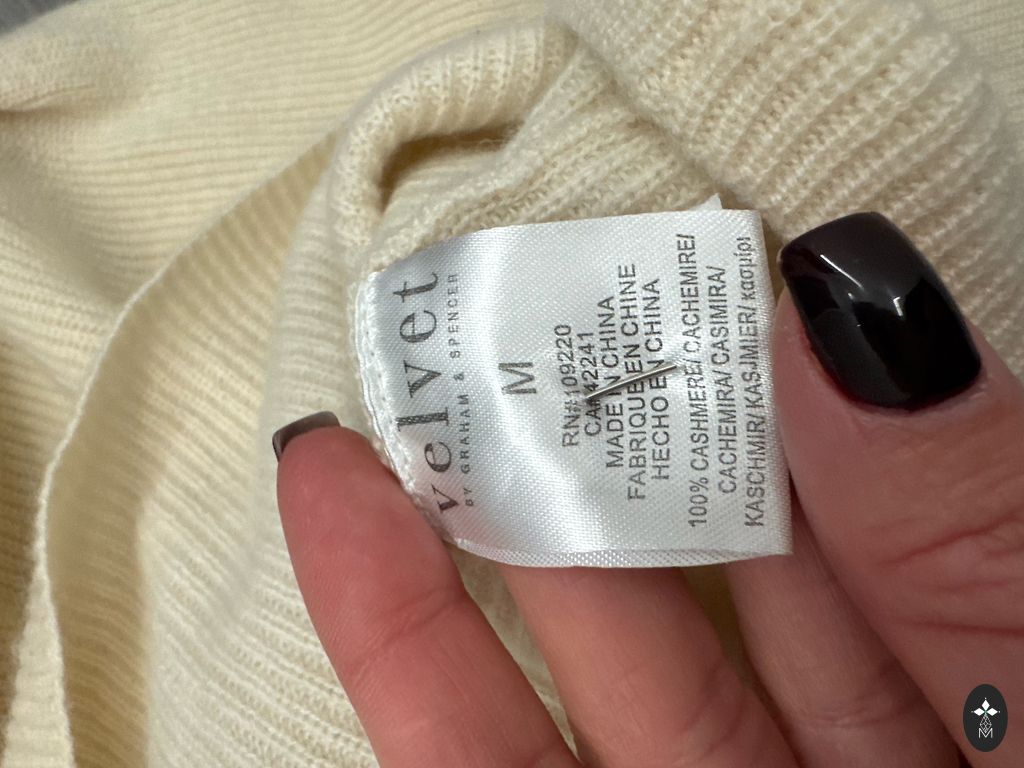 velvet
BY GRAHAM & SPENCER
M
RN#109220
CA#42241
MADE IN CHINA
FABRIQUE EN CHINE
HECHO EN CHINA
100% CASHMERE/ CACHEMIRE/
CACHEMIRA/ CASIMIRA/
KASCHMIR/ KASJMIER/ κασμίρι
M